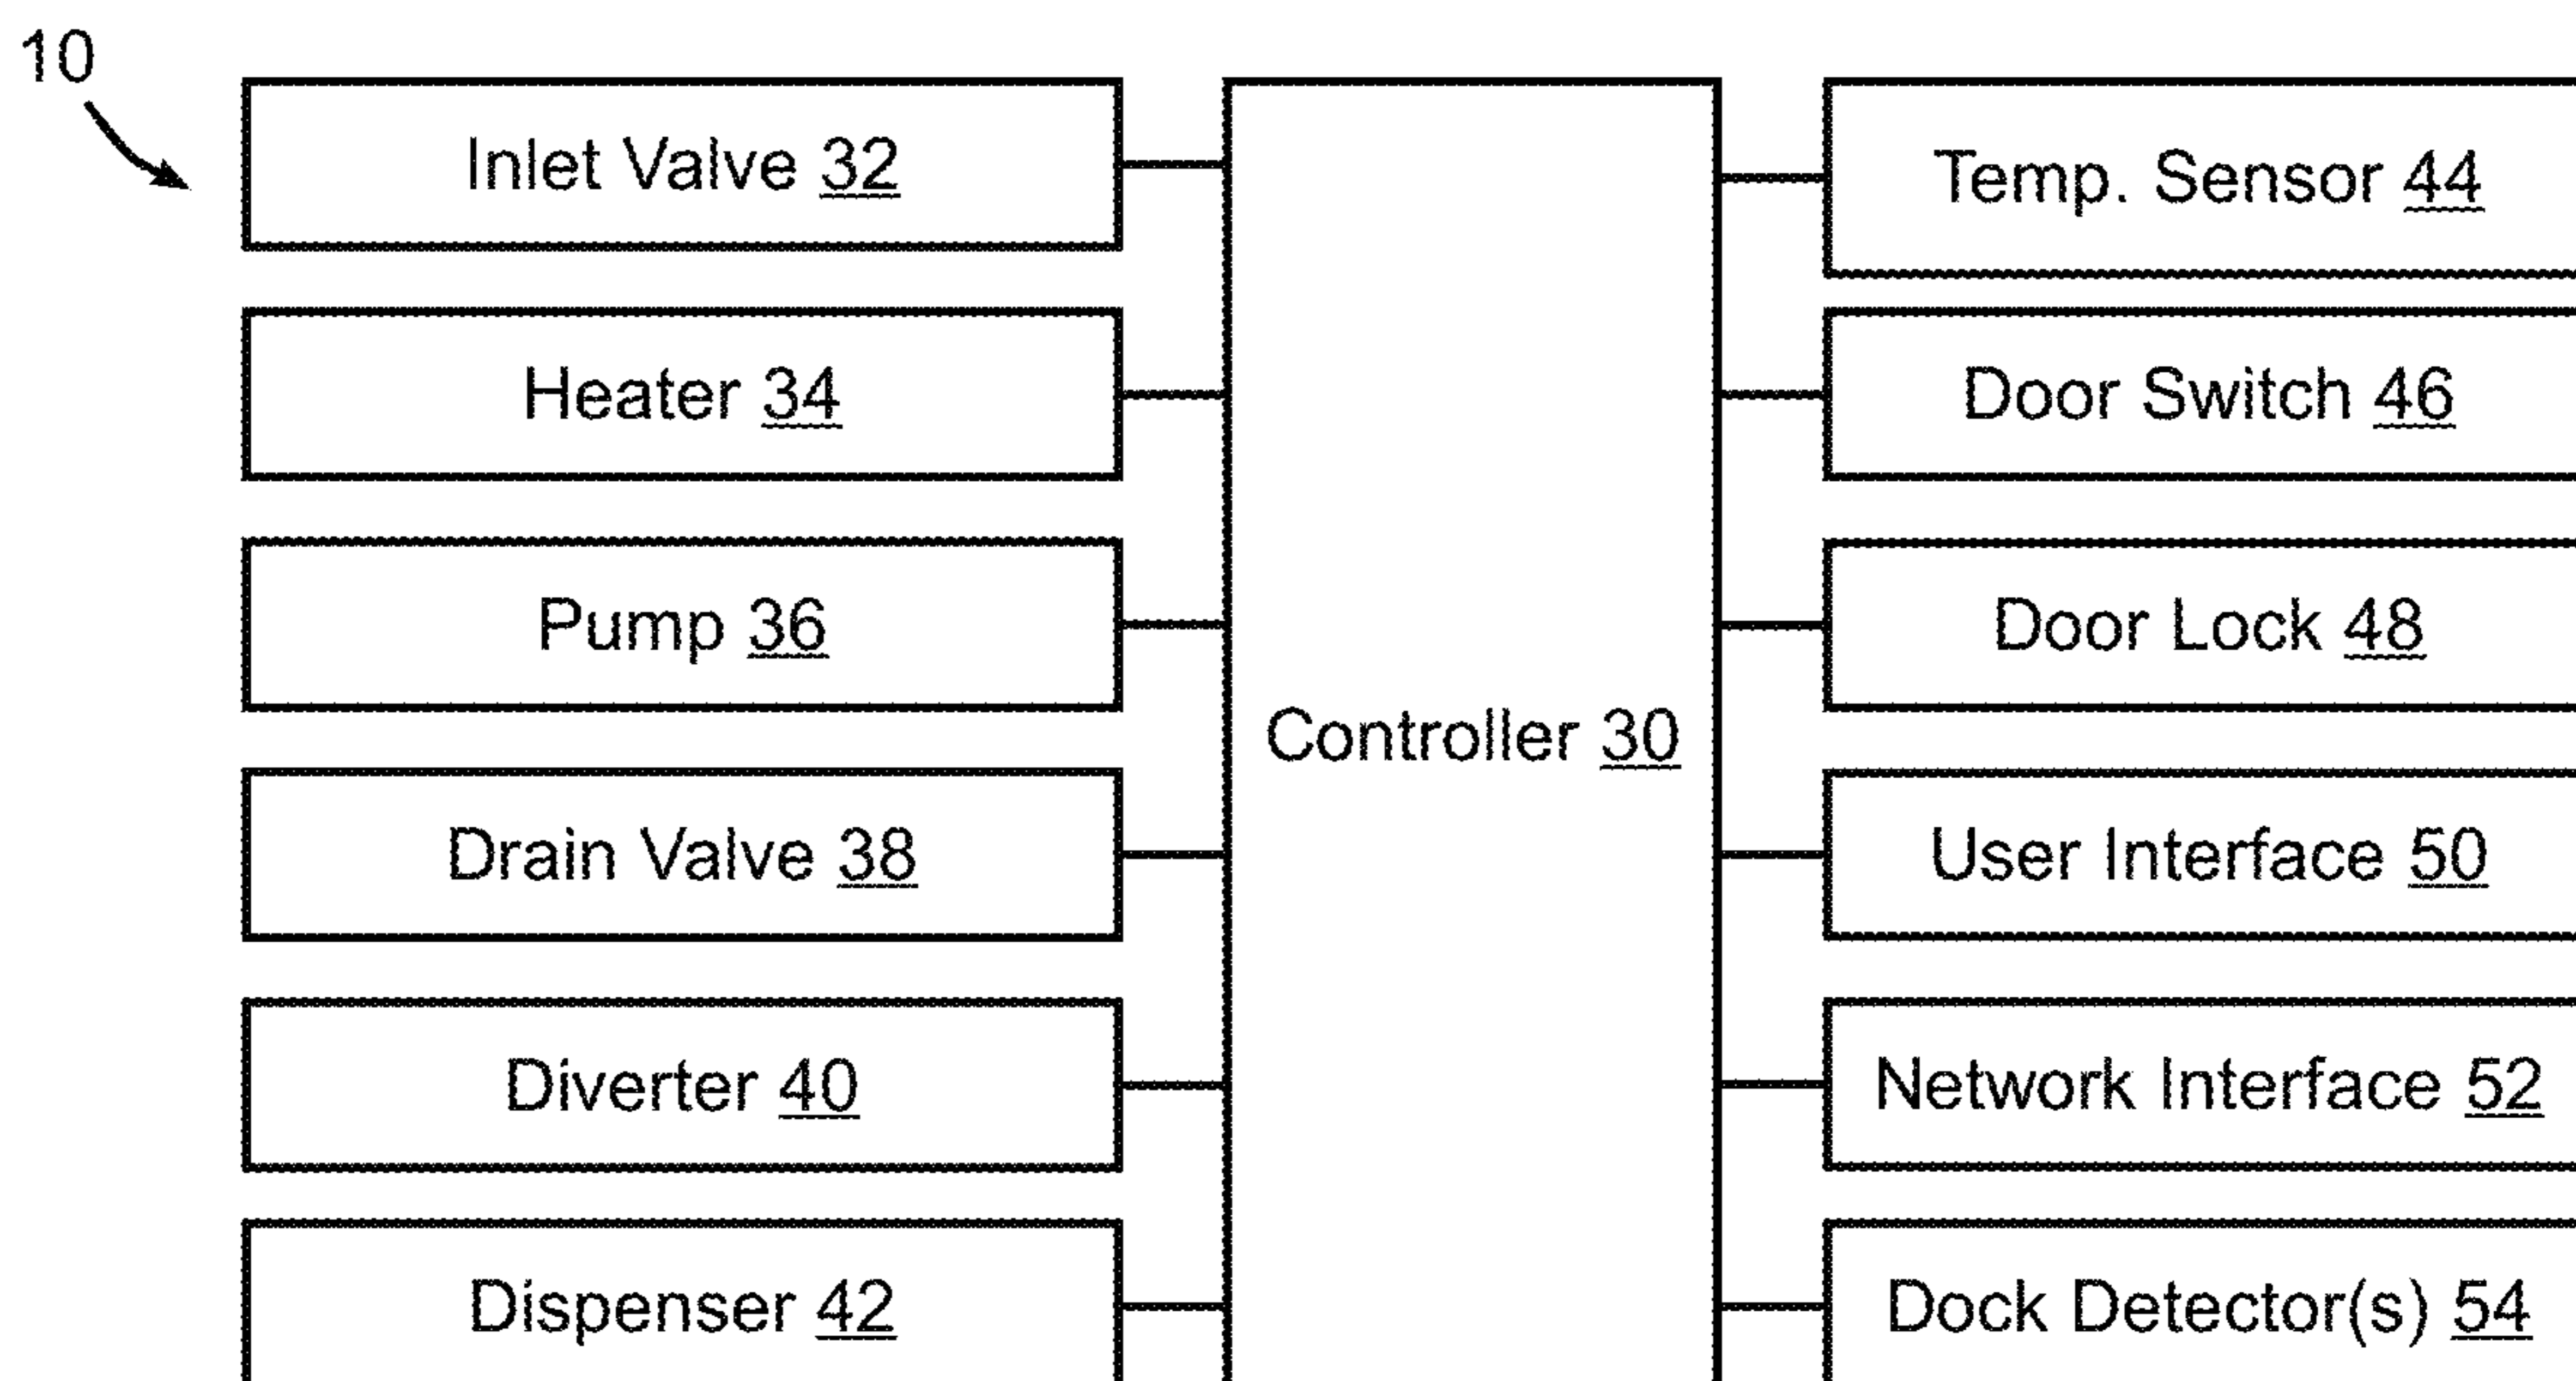 10
Inlet Valve 32
Heater 34
Pump 36
Drain Valve 38
Diverter 40
Dispenser 42
Controller 30
Temp. Sensor 44
Door Switch 46
Door Lock 48
User Interface 50
Network Interface 52
Dock Detector(s) 54